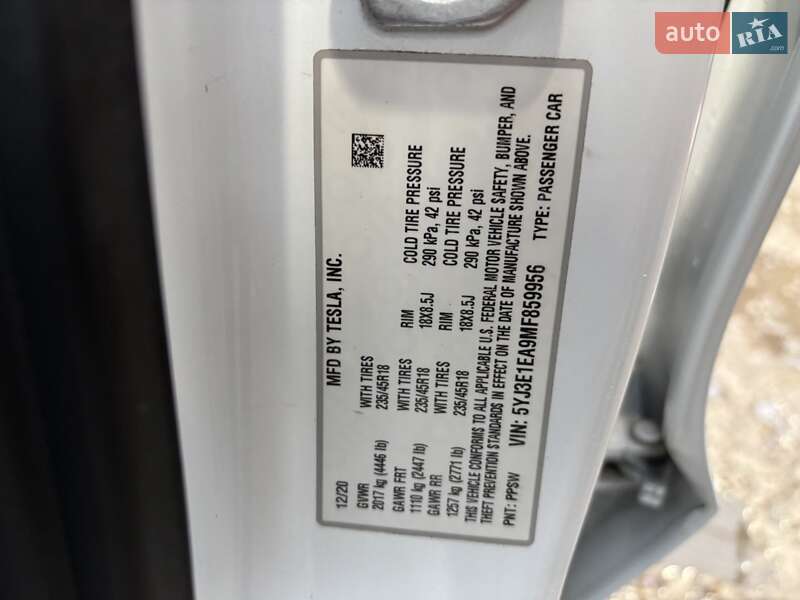 auto RIA.com
MFD BY TESLA, INC.
12/20
GVWR
2017 kg (4446 lb)
WITH TIRES
235/45R18
RIM
18X8.5J
COLD TIRE PRESSURE
290 kPa, 42 psi
GAWR FRT
1110 kg (2447 lb)
WITH TIRES
235/45R18
RIM
18X8.5J
COLD TIRE PRESSURE
290 kPa, 42 psi
GAWR RR
1257 kg (2771 lb)
WITH TIRES
235/45R18
THIS VEHICLE CONFORMS TO ALL APPLICABLE U.S. FEDERAL MOTOR VEHICLE SAFETY, BUMPER, AND
THEFT PREVENTION STANDARDS IN EFFECT ON THE DATE OF MANUFACTURE SHOWN ABOVE.
PNT: PPSW VIN: 5YJ3E1EA9MF859956 TYPE: PASSENGER CAR